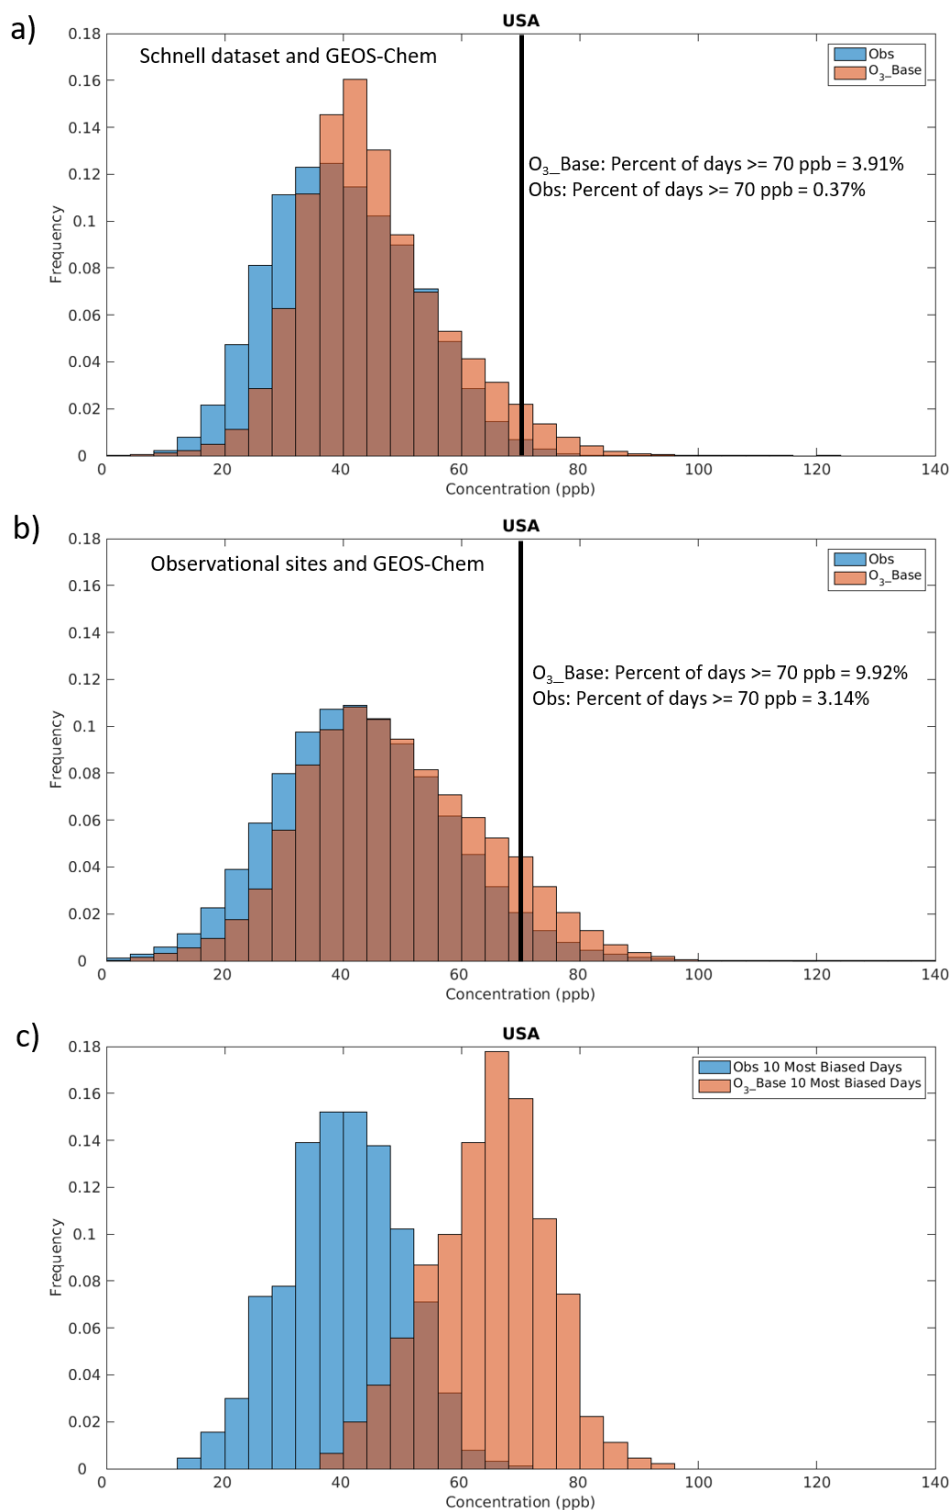 a)
USA
Schnell dataset and GEOS-Chem
Obs
O3_Base
O3_Base: Percent of days >= 70 ppb = 3.91%
Obs: Percent of days >= 70 ppb = 0.37%
Frequency
0.18
0.16
0.14
0.12
0.1
0.08
0.06
0.04
0.02
0
0 20 40 60 80 100 120 140
Concentration (ppb)
b)
USA
Observational sites and GEOS-Chem
Obs
O3_Base
O3_Base: Percent of days >= 70 ppb = 9.92%
Obs: Percent of days >= 70 ppb = 3.14%
Frequency
0.18
0.16
0.14
0.12
0.1
0.08
0.06
0.04
0.02
0
0 20 40 60 80 100 120 140
Concentration (ppb)
c)
USA
Obs 10 Most Biased Days
O3_Base 10 Most Biased Days
Frequency
0.18
0.16
0.14
0.12
0.1
0.08
0.06
0.04
0.02
0
0 20 40 60 80 100 120 140
Concentration (ppb)